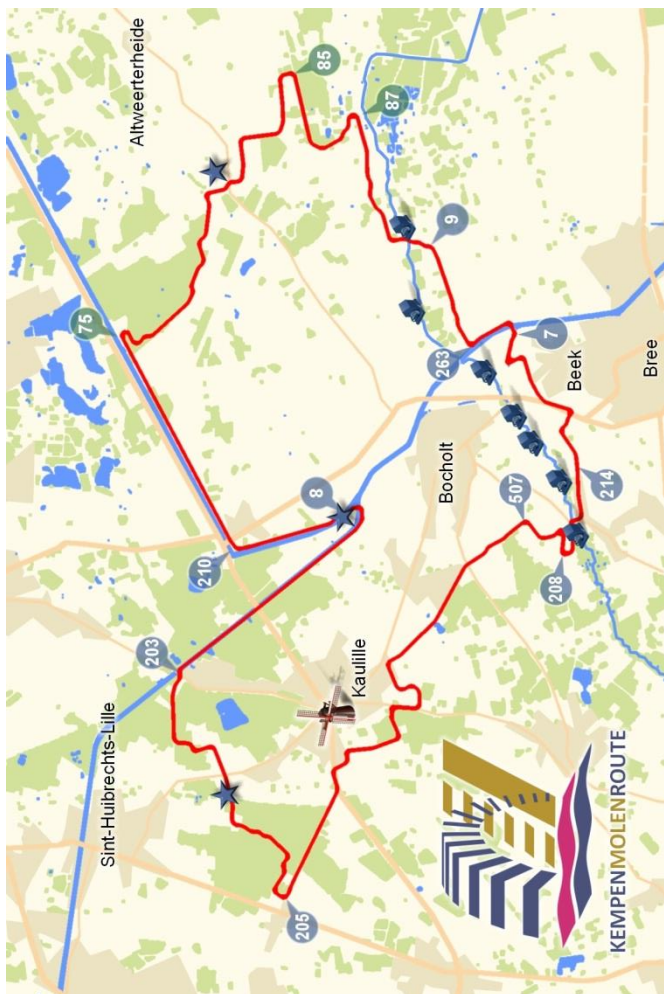 Sint-Huibrechts-Lille
Altweerterheide
203
210
75
85
87
8
9
205
Kaulille
Bocholt
263
7
507
Beek
208
214
Bree
KEMPENMOLENROUTE